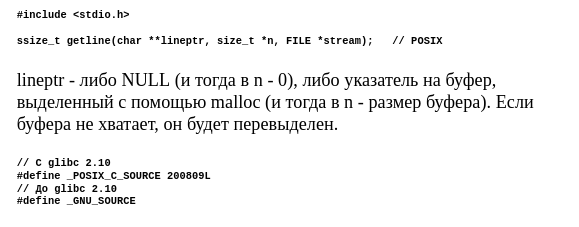 #include <stdio.h>
ssize_t getline(char **lineptr, size_t *n, FILE *stream);   // POSIX
lineptr - либо NULL (и тогда в n - 0), либо указатель на буфер,
выделенный с помощью malloc (и тогда в n - размер буфера). Если
буфера не хватает, он будет перевыделен.
// С glibc 2.10
#define _POSIX_C_SOURCE 200809L
// До glibc 2.10
#define _GNU_SOURCE